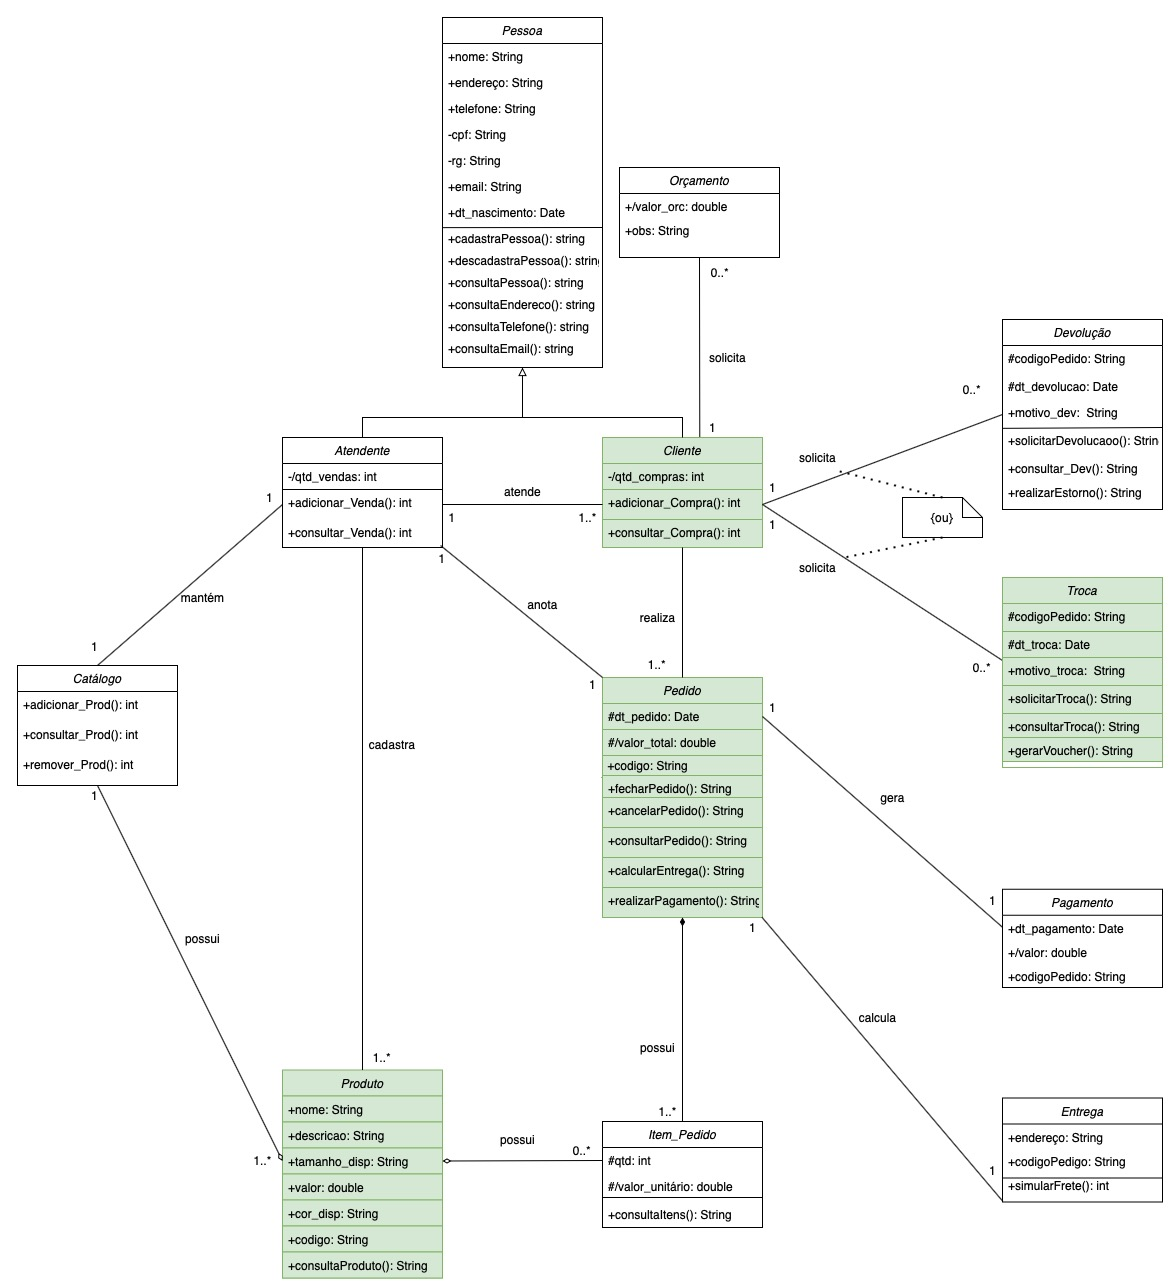 Pessoa
+nome: String
+endereço: String
+telefone: String
-cpf: String
-rg: String
+email: String
+dt_nascimento: Date
+cadastraPessoa(): string
+descadastraPessoa(): strin
+consultaPessoa(): string
+consultaEndereco(): string
+consultaTelefone(): string
+consultaEmail(): string
Orçamento
+/valor_orc: double
+obs: String
0..*
solicita
1
Devolução
#codigoPedido: String
#dt_devolucao: Date
+motivo_dev:  String
+solicitarDevolucaoo(): Strin
+consultar_Dev(): String
+realizarEstorno(): String
0..*
solicita
1
{ou}
1
solicita
0..*
Atendente
-/qtd_vendas: int
+adicionar_Venda(): int
+consultar_Venda(): int
atende
1
1..*
Cliente
-/qtd_compras: int
+adicionar_Compra(): int
+consultar_Compra(): int
Troca
#codigoPedido: String
#dt_troca: Date
+motivo_troca:  String
+solicitarTroca(): String
+consultarTroca(): String
+gerarVoucher(): String
1
mantém
1
1
anota
1
realiza
1..*
Catálogo
+adicionar_Prod(): int
+consultar_Prod(): int
+remover_Prod(): int
1
possui
1..*
cadastra
1..*
Pedido
#dt_pedido: Date
#/valor_total: double
+codigo: String
+fecharPedido(): String
+cancelarPedido(): String
+consultarPedido(): String
+calcularEntrega(): String
+realizarPagamento(): String
1
gera
1
Pagamento
+dt_pagamento: Date
+/valor: double
+codigoPedido: String
1
calcula
1
possui
1..*
Produto
+nome: String
+descricao: String
+tamanho_disp: String
+valor: double
+cor_disp: String
+codigo: String
+consultaProduto(): String
possui
0..*
Item_Pedido
#qtd: int
#/valor_unitário: double
+consultaItens(): String
Entrega
+endereço: String
+codigoPedigo: String
+simularFrete(): int